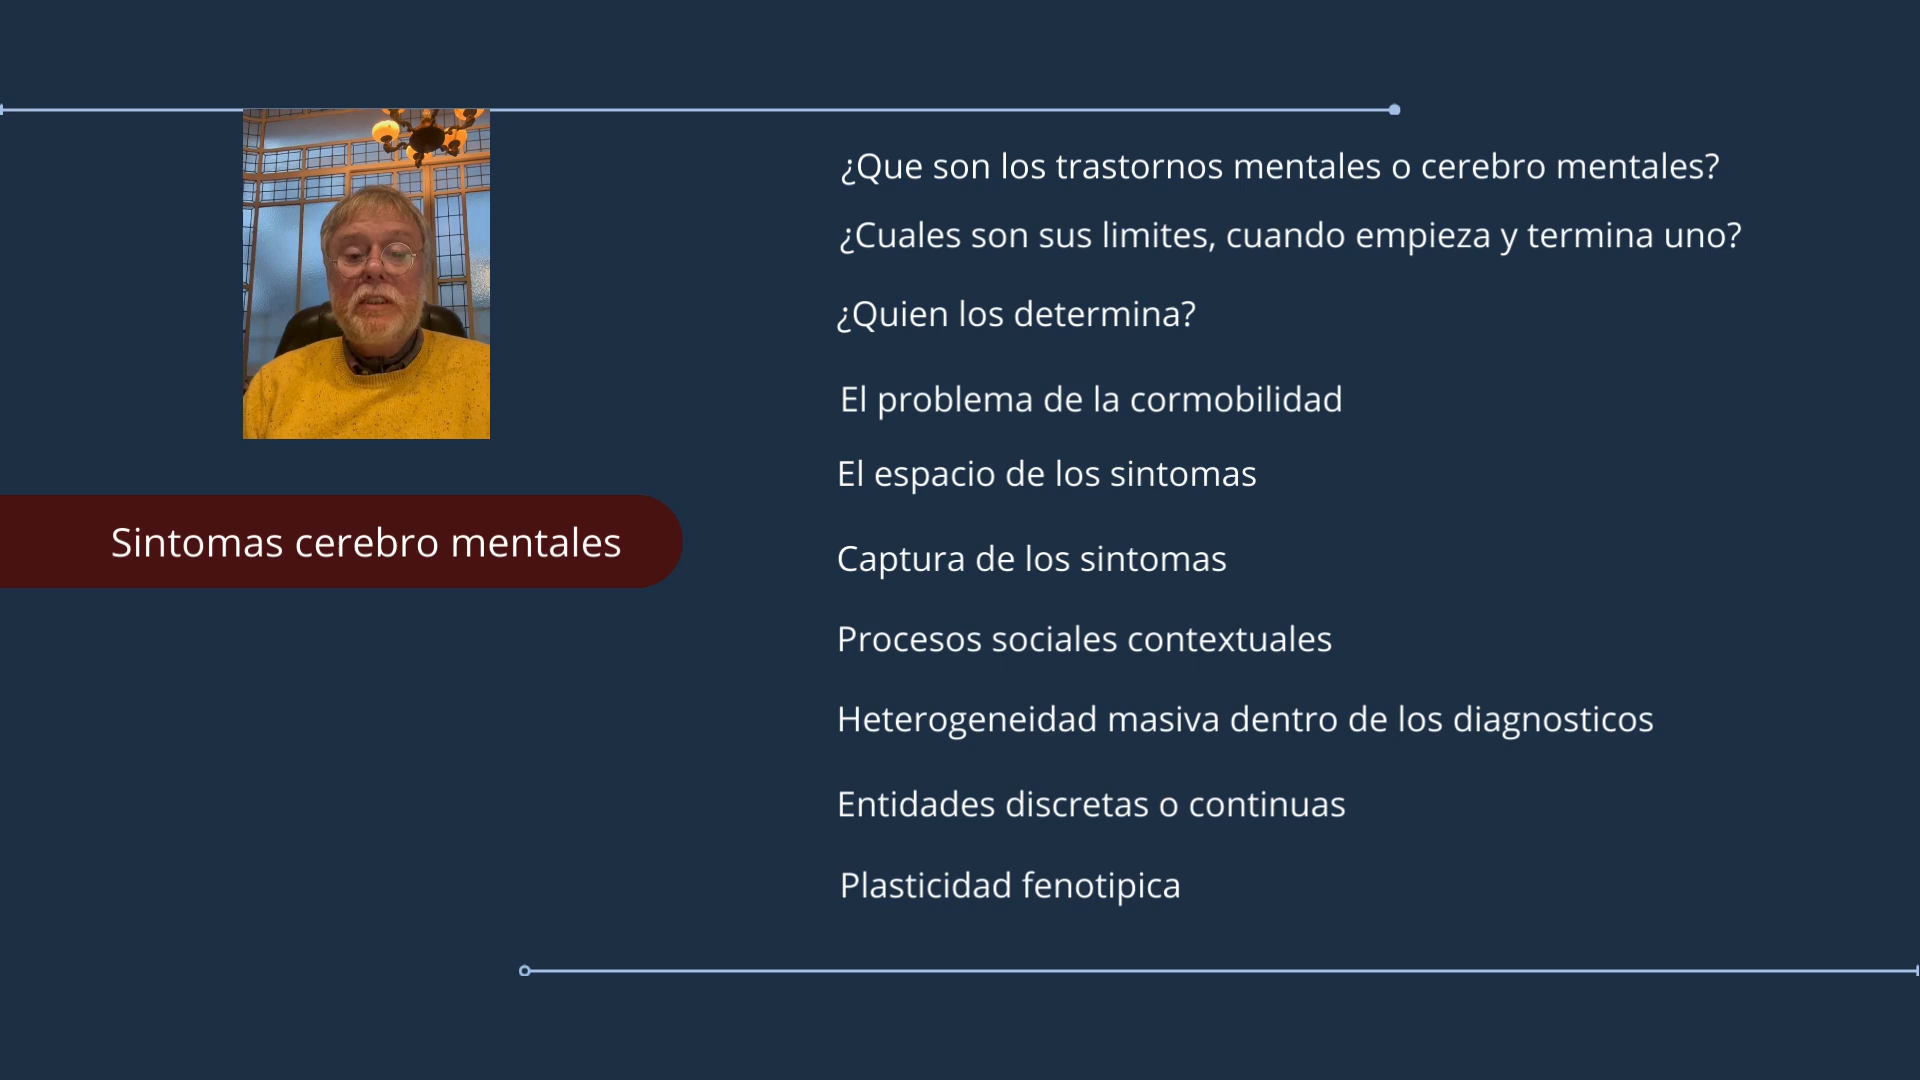 Sintomas cerebro mentales
¿Que son los trastornos mentales o cerebro mentales?
¿Cuales son sus limites, cuando empieza y termina uno?
¿Quien los determina?
El problema de la cormobilidad
El espacio de los sintomas
Captura de los sintomas
Procesos sociales contextuales
Heterogeneidad masiva dentro de los diagnosticos
Entidades discretas o continuas
Plasticidad fenotipica